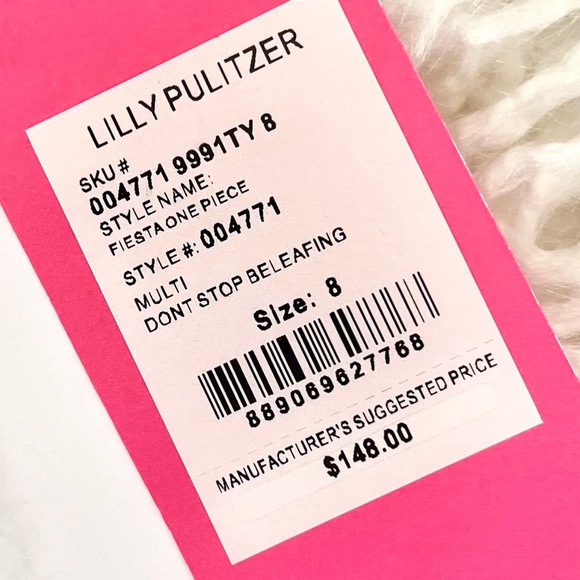 LILLY PULITZER
SKU #
004771 9991TY 8
STYLE NAME:
FIESTA ONE PIECE
STYLE #: 004771
MULTI
DONT STOP BELEAFING
Size: 8
889069627768
MANUFACTURER'S SUGGESTED PRICE
$148.00